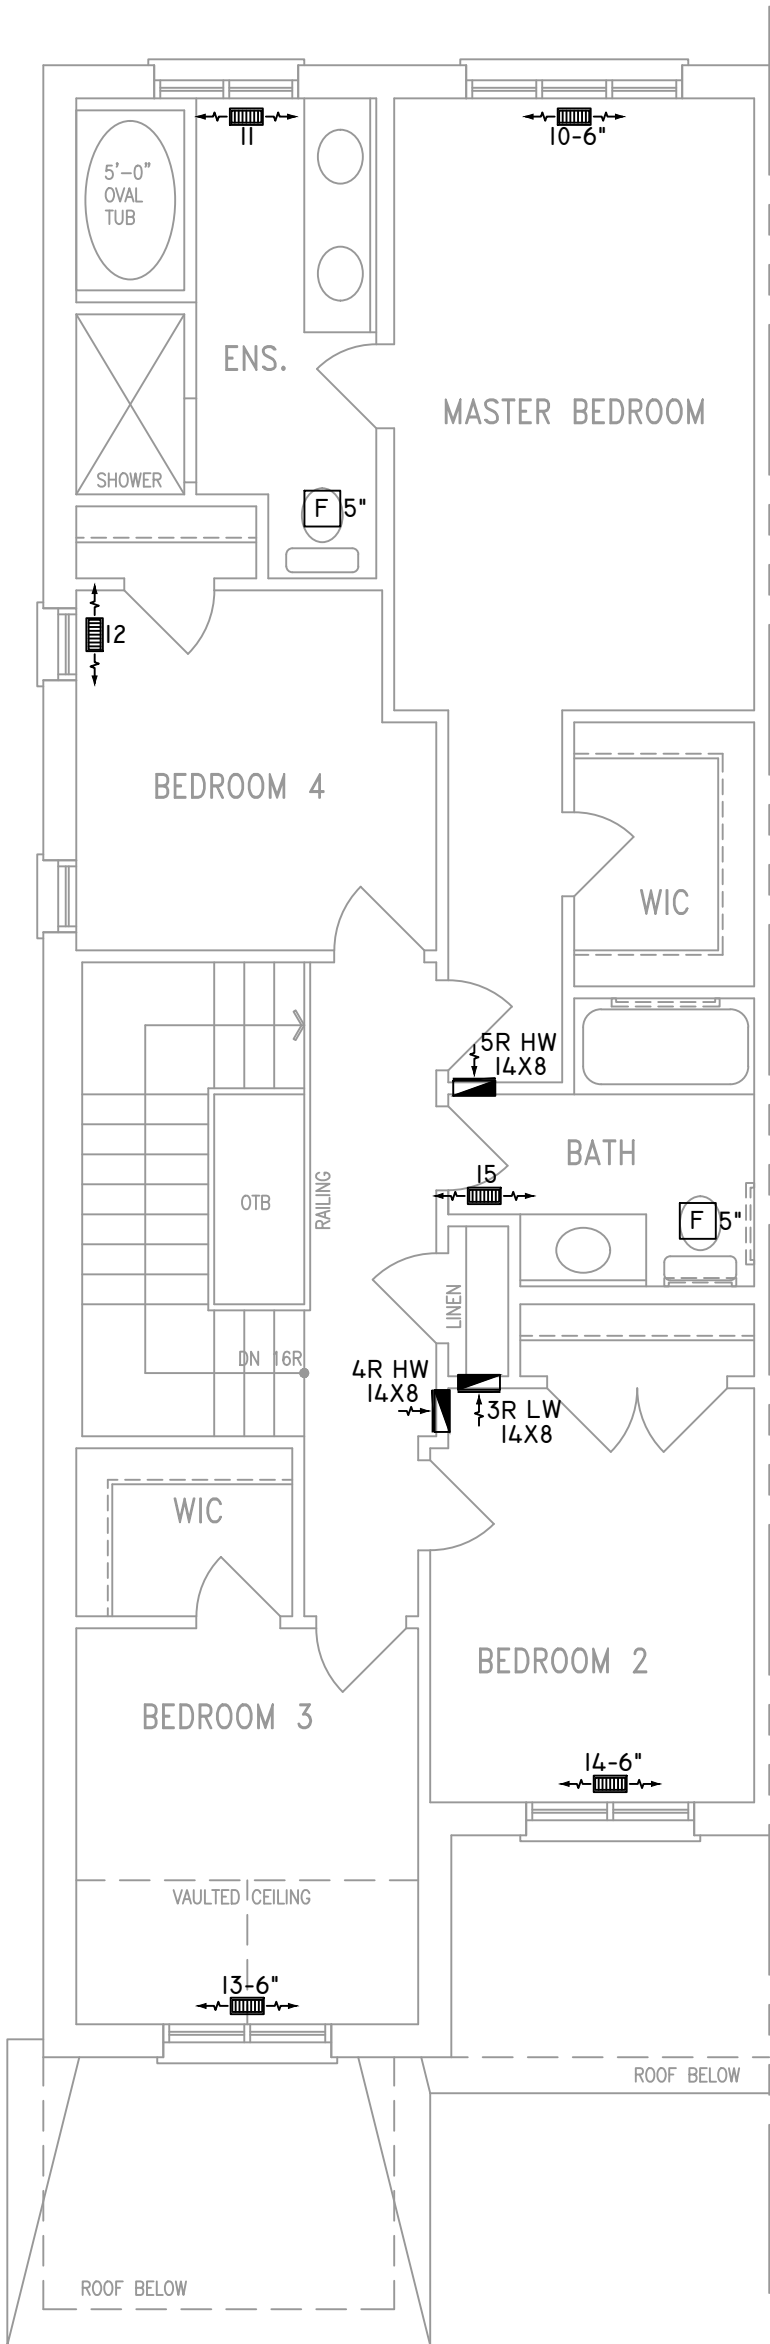 11
10-6"
5'-0"
OVAL
TUB
ENS.
MASTER BEDROOM
SHOWER
F 5"
12
BEDROOM 4
WIC
5R HW
14X8
BATH
15
OTB
RAILING
F 5"
LINEN
DN 16R
4R HW
14X8
3R LW
14X8
WIC
BEDROOM 2
BEDROOM 3
14-6"
VAULTED CEILING
13-6"
ROOF BELOW
ROOF BELOW